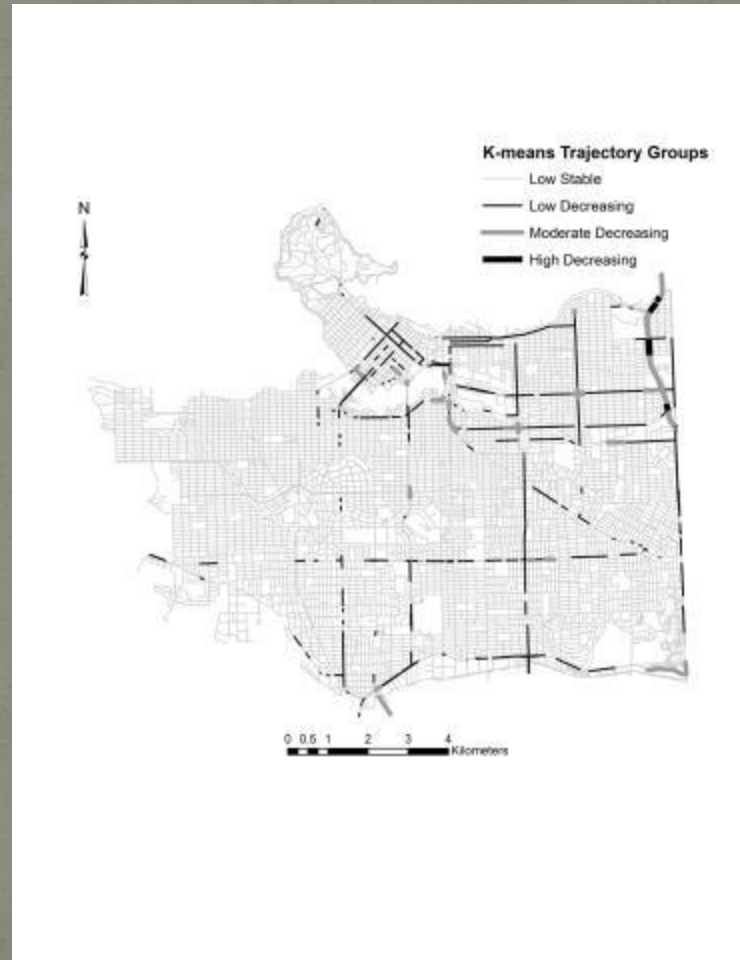 K-means Trajectory Groups
Low Stable
Low Decreasing
Moderate Decreasing
High Decreasing
N
0 0.5 1 2 3 4
Kilometers